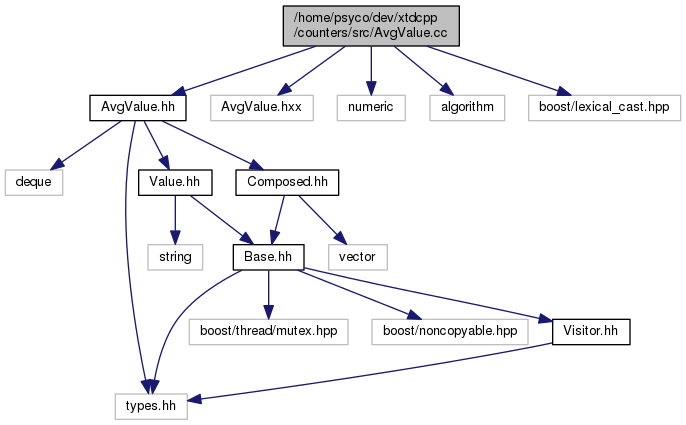 /home/psyco/dev/xtdcpp
/counters/src/AvgValue.cc
AvgValue.hh
AvgValue.hxx
numeric
algorithm
boost/lexical_cast.hpp
deque
Value.hh
Composed.hh
string
Base.hh
vector
boost/thread/mutex.hpp
boost/noncopyable.hpp
Visitor.hh
types.hh